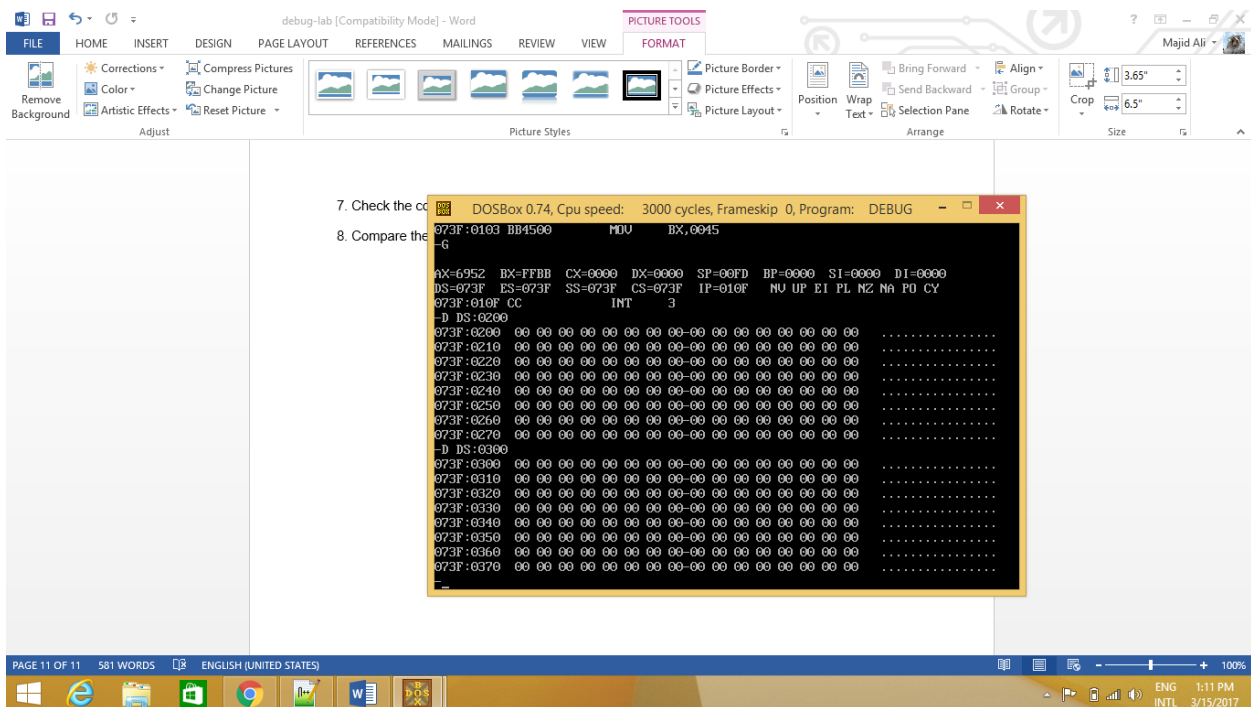 debug-lab [Compatibility Mode] - Word
PICTURE TOOLS
?
FILE HOME INSERT DESIGN PAGE LAYOUT REFERENCES MAILINGS REVIEW VIEW FORMAT
Majid Ali
Remove Background
Corrections
Color
Artistic Effects
Compress Pictures
Change Picture
Reset Picture
Adjust
Picture Styles
Picture Border
Picture Effects
Picture Layout
Position
Wrap Text
Bring Forward
Send Backward
Selection Pane
Align
Group
Rotate
Arrange
Crop
3.65"
6.5"
Size
7. Check the co
8. Compare the
DOSBox 0.74, Cpu speed: 3000 cycles, Frameskip 0, Program: DEBUG
073F:0103 BB4500 MOV BX,0045
-G
AX=6952 BX=FFBB CX=0000 DX=0000 SP=00FD BP=0000 SI=0000 DI=0000
DS=073F ES=073F SS=073F CS=073F IP=010F NV UP EI PL NZ NA PO CY
073F:010F CC INT 3
-D DS:0200
073F:0200 00 00 00 00 00 00 00 00-00 00 00 00 00 00 00 00 ................
073F:0210 00 00 00 00 00 00 00 00-00 00 00 00 00 00 00 00 ................
073F:0220 00 00 00 00 00 00 00 00-00 00 00 00 00 00 00 00 ................
073F:0230 00 00 00 00 00 00 00 00-00 00 00 00 00 00 00 00 ................
073F:0240 00 00 00 00 00 00 00 00-00 00 00 00 00 00 00 00 ................
073F:0250 00 00 00 00 00 00 00 00-00 00 00 00 00 00 00 00 ................
073F:0260 00 00 00 00 00 00 00 00-00 00 00 00 00 00 00 00 ................
073F:0270 00 00 00 00 00 00 00 00-00 00 00 00 00 00 00 00 ................
-D DS:0300
073F:0300 00 00 00 00 00 00 00 00-00 00 00 00 00 00 00 00 ................
073F:0310 00 00 00 00 00 00 00 00-00 00 00 00 00 00 00 00 ................
073F:0320 00 00 00 00 00 00 00 00-00 00 00 00 00 00 00 00 ................
073F:0330 00 00 00 00 00 00 00 00-00 00 00 00 00 00 00 00 ................
073F:0340 00 00 00 00 00 00 00 00-00 00 00 00 00 00 00 00 ................
073F:0350 00 00 00 00 00 00 00 00-00 00 00 00 00 00 00 00 ................
073F:0360 00 00 00 00 00 00 00 00-00 00 00 00 00 00 00 00 ................
073F:0370 00 00 00 00 00 00 00 00-00 00 00 00 00 00 00 00 ................
-_
PAGE 11 OF 11 581 WORDS ENGLISH (UNITED STATES)
- + 100%
ENG 1:11 PM
INTL 3/15/2017